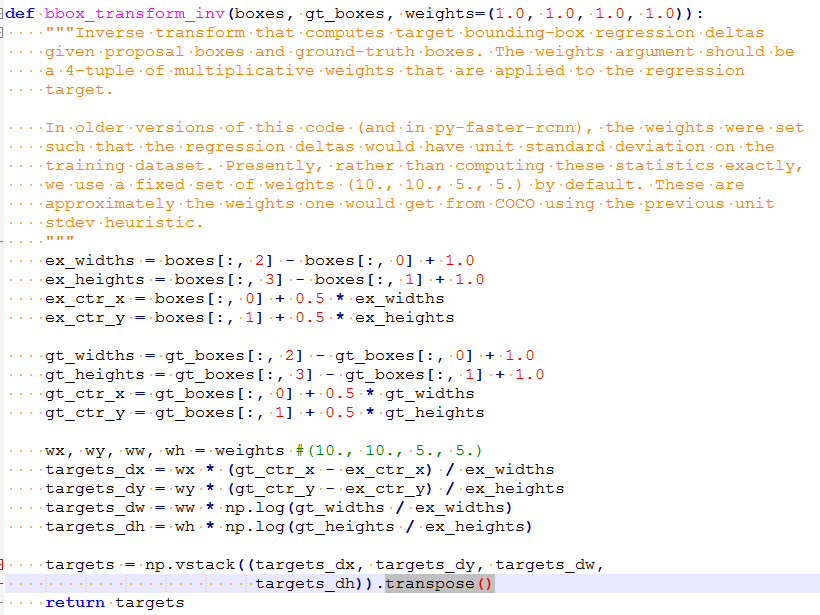 def bbox_transform_inv(boxes, gt_boxes, weights=(1.0, 1.0, 1.0, 1.0)):
    """Inverse transform that computes target bounding-box regression deltas
    given proposal boxes and ground-truth boxes. The weights argument should be
    a 4-tuple of multiplicative weights that are applied to the regression
    target.

    In older versions of this code (and in py-faster-rcnn), the weights were set
    such that the regression deltas would have unit standard deviation on the
    training dataset. Presently, rather than computing these statistics exactly,
    we use a fixed set of weights (10., 10., 5., 5.) by default. These are
    approximately the weights one would get from COCO using the previous unit
    stdev heuristic.
    """
    ex_widths = boxes[:, 2] - boxes[:, 0] + 1.0
    ex_heights = boxes[:, 3] - boxes[:, 1] + 1.0
    ex_ctr_x = boxes[:, 0] + 0.5 * ex_widths
    ex_ctr_y = boxes[:, 1] + 0.5 * ex_heights

    gt_widths = gt_boxes[:, 2] - gt_boxes[:, 0] + 1.0
    gt_heights = gt_boxes[:, 3] - gt_boxes[:, 1] + 1.0
    gt_ctr_x = gt_boxes[:, 0] + 0.5 * gt_widths
    gt_ctr_y = gt_boxes[:, 1] + 0.5 * gt_heights

    wx, wy, ww, wh = weights #(10., 10., 5., 5.)
    targets_dx = wx * (gt_ctr_x - ex_ctr_x) / ex_widths
    targets_dy = wy * (gt_ctr_y - ex_ctr_y) / ex_heights
    targets_dw = ww * np.log(gt_widths / ex_widths)
    targets_dh = wh * np.log(gt_heights / ex_heights)

    targets = np.vstack((targets_dx, targets_dy, targets_dw,
                         targets_dh)).transpose()
    return targets